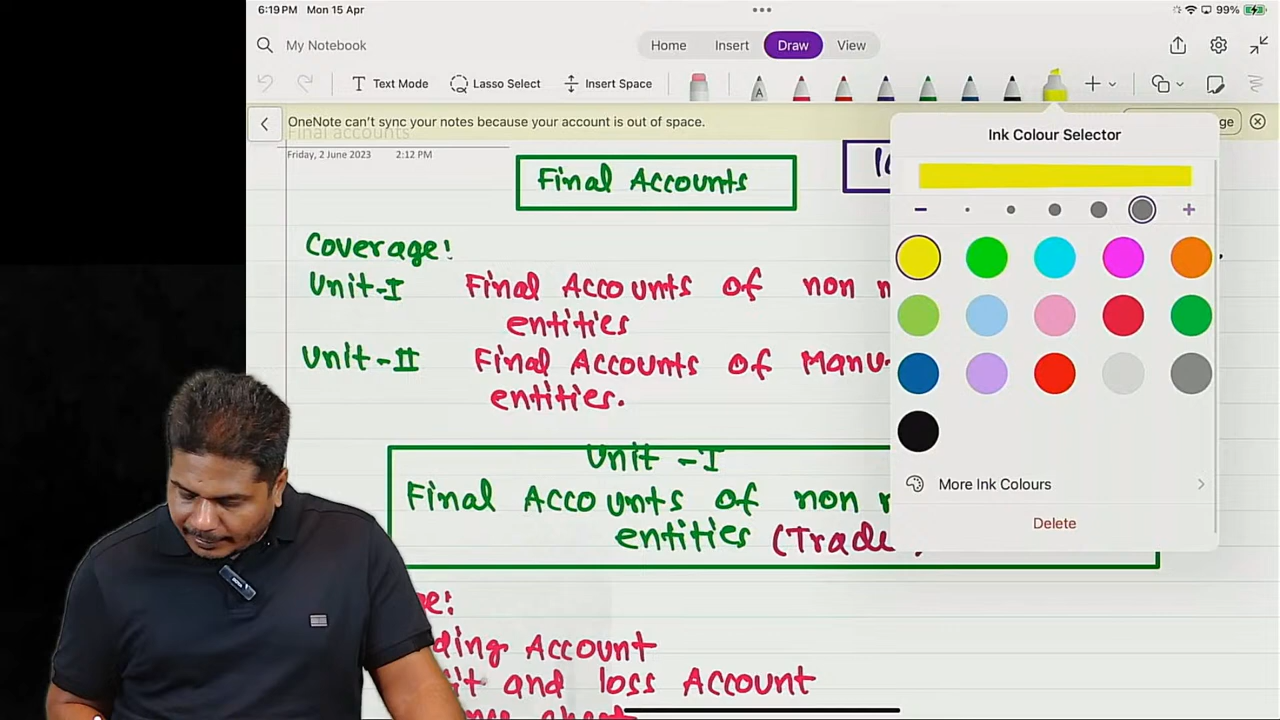 6:19 PM Mon 15 Apr
99%
My Notebook
Home Insert Draw View
Text Mode Lasso Select Insert Space
A
OneNote can't sync your notes because your account is out of space.
Final accounts
Friday, 2 June 2023 2:12 PM
Final Accounts
Coverage:
Unit-I Final Accounts of non
entities
Unit-II Final Accounts of Manu
entities.
Unit-I
Final Accounts of non
entities (Trade
Account
and loss Account
Ink Colour Selector
More Ink Colours
Delete